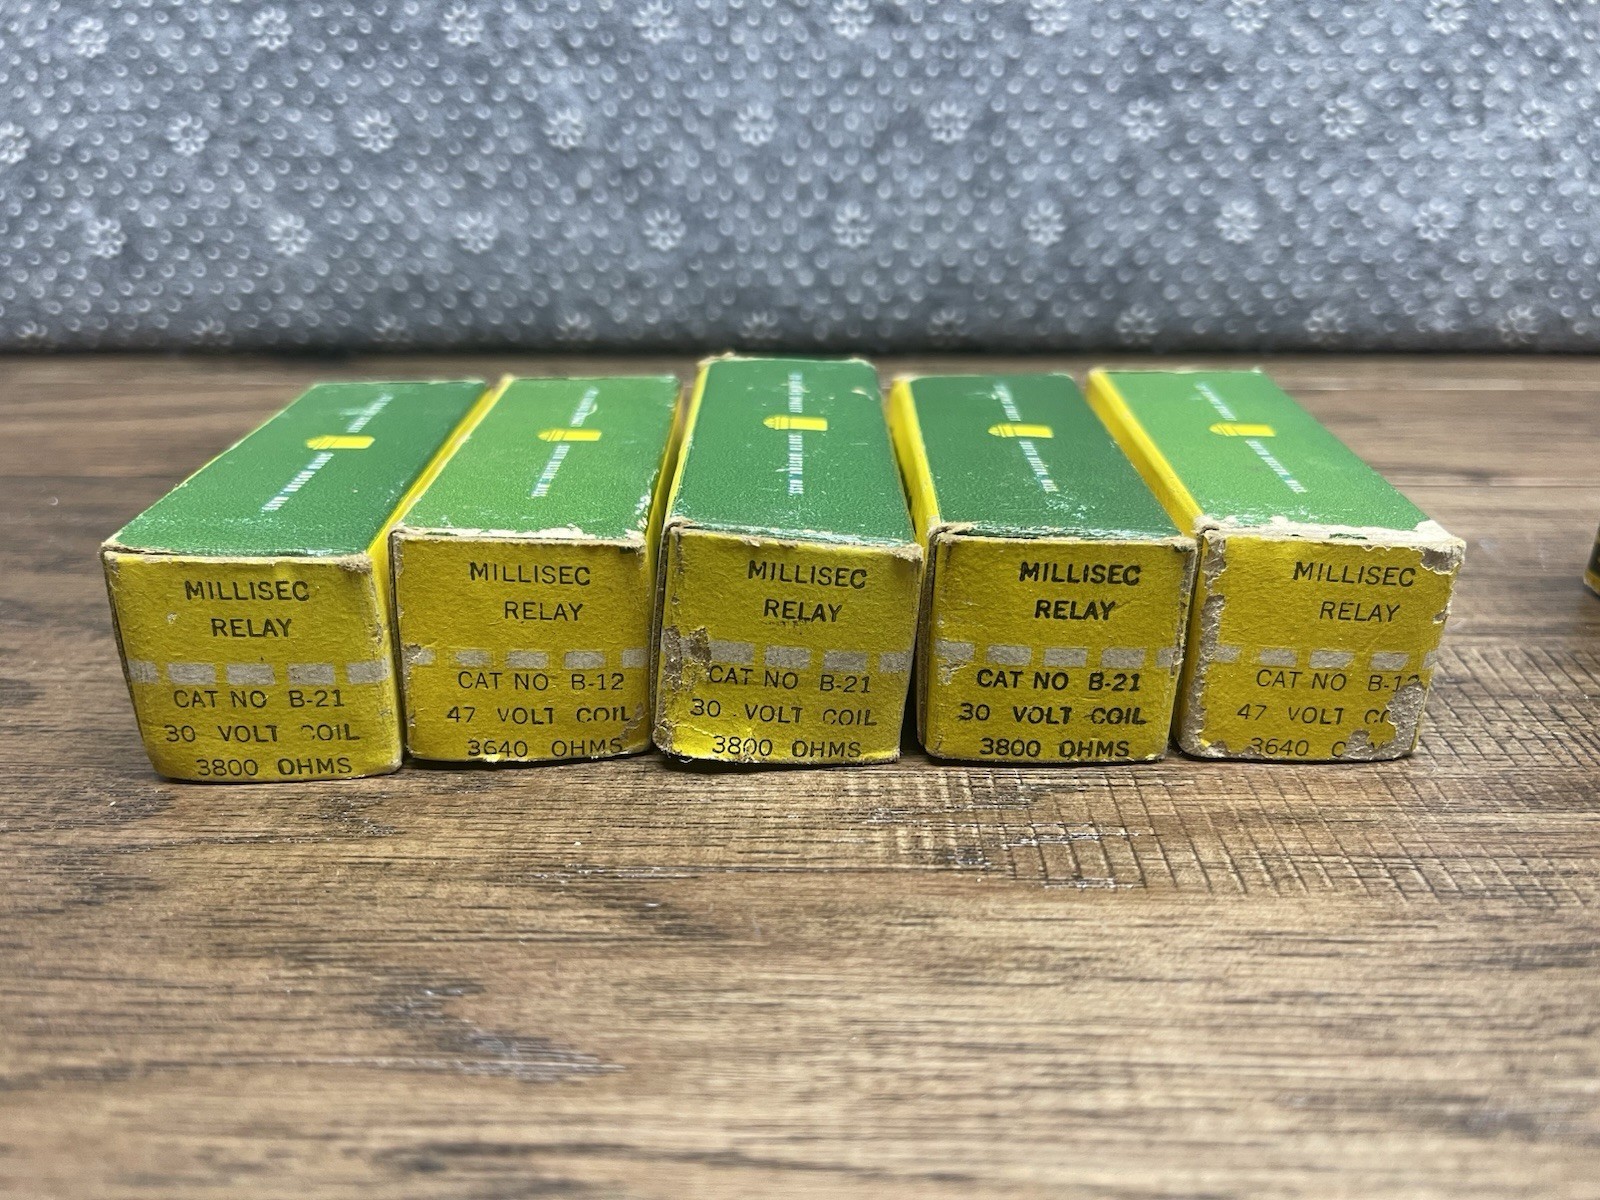 MILLISEC
RELAY
CAT NO B-21
30 VOLT COIL
3800 OHMS
MILLISEC
RELAY
CAT NO B-12
47 VOLT COIL
3640 OHMS
MILLISEC
RELAY
CAT NO B-21
30 VOLT COIL
3800 OHMS
MILLISEC
RELAY
CAT NO B-21
30 VOLT COIL
3800 OHMS
MILLISEC
RELAY
CAT NO B-12
47 VOLT
3640